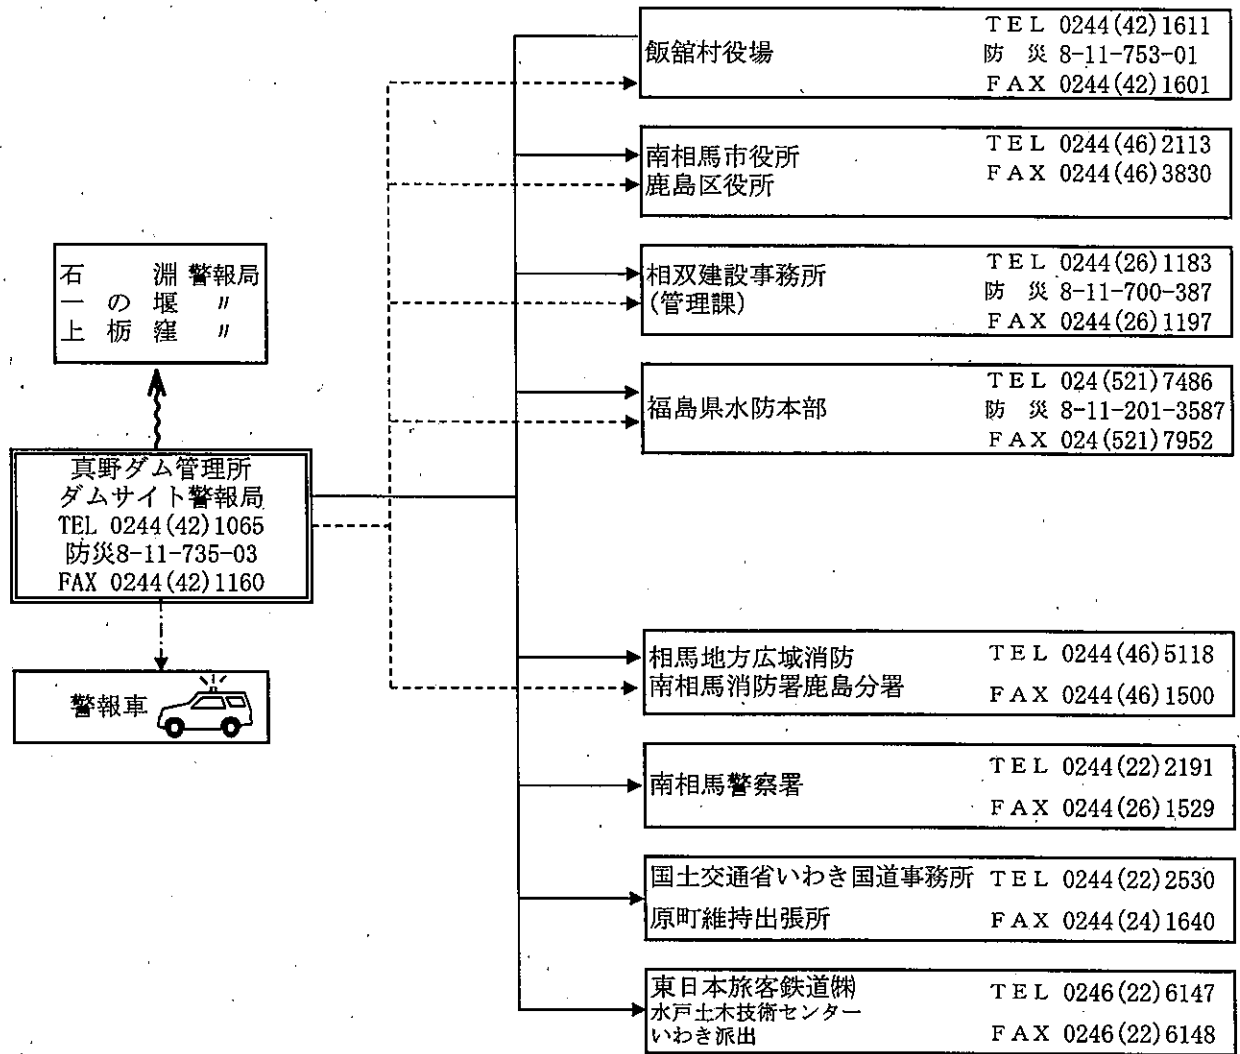 飯舘村役場 TEL 0244(42)1611
防災 8-11-753-01
FAX 0244(42)1601
南相馬市役所 TEL 0244(46)2113
鹿島区役所 FAX 0244(46)3830
石淵警報局
一の堰 〃
上栃窪 〃
相双建設事務所 TEL 0244(26)1183
(管理課) 防災 8-11-700-387
FAX 0244(26)1197
福島県水防本部 TEL 024(521)7486
防災 8-11-201-3587
FAX 024(521)7952
真野ダム管理所
ダムサイト警報局
TEL 0244(42)1065
防災8-11-735-03
FAX 0244(42)1160
警報車
相馬地方広域消防 TEL 0244(46)5118
南相馬消防署鹿島分署 FAX 0244(46)1500
南相馬警察署 TEL 0244(22)2191
FAX 0244(26)1529
国土交通省いわき国道事務所 TEL 0244(22)2530
原町維持出張所 FAX 0244(24)1640
東日本旅客鉄道㈱ TEL 0246(22)6147
水戸土木技術センター
いわき派出 FAX 0246(22)6148